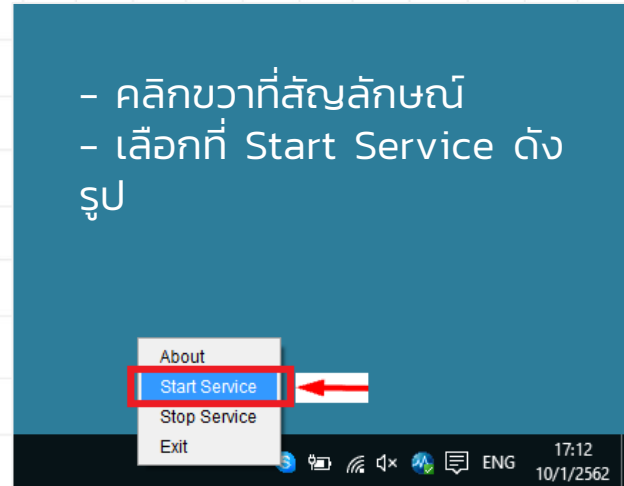 - คลิกขวาที่สัญลักษณ์
- เลือกที่ Start Service ดัง
รูป
About
Start Service
Stop Service
Exit
ENG
17:12
10/1/2562